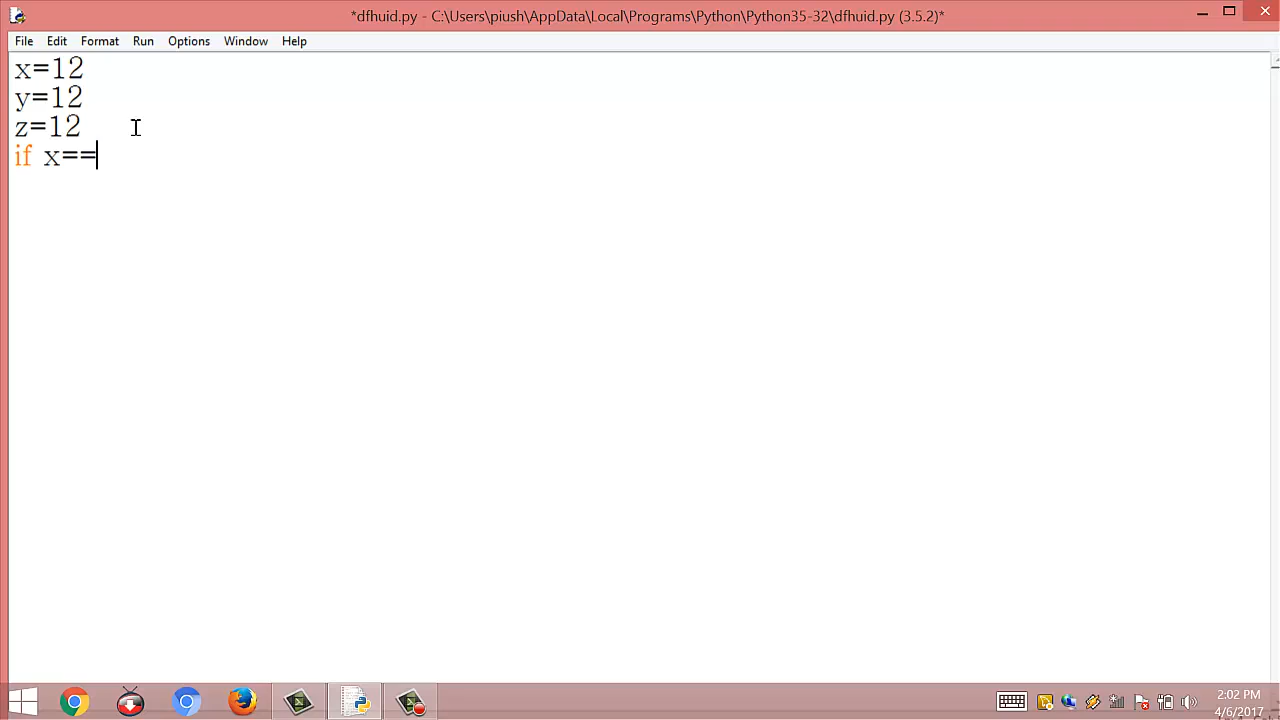 *dfhuid.py - C:\Users\piush\AppData\Local\Programs\Python\Python35-32\dfhuid.py (3.5.2)*
File Edit Format Run Options Window Help
x=12
y=12
z=12
if x==
2:02 PM
4/6/2017